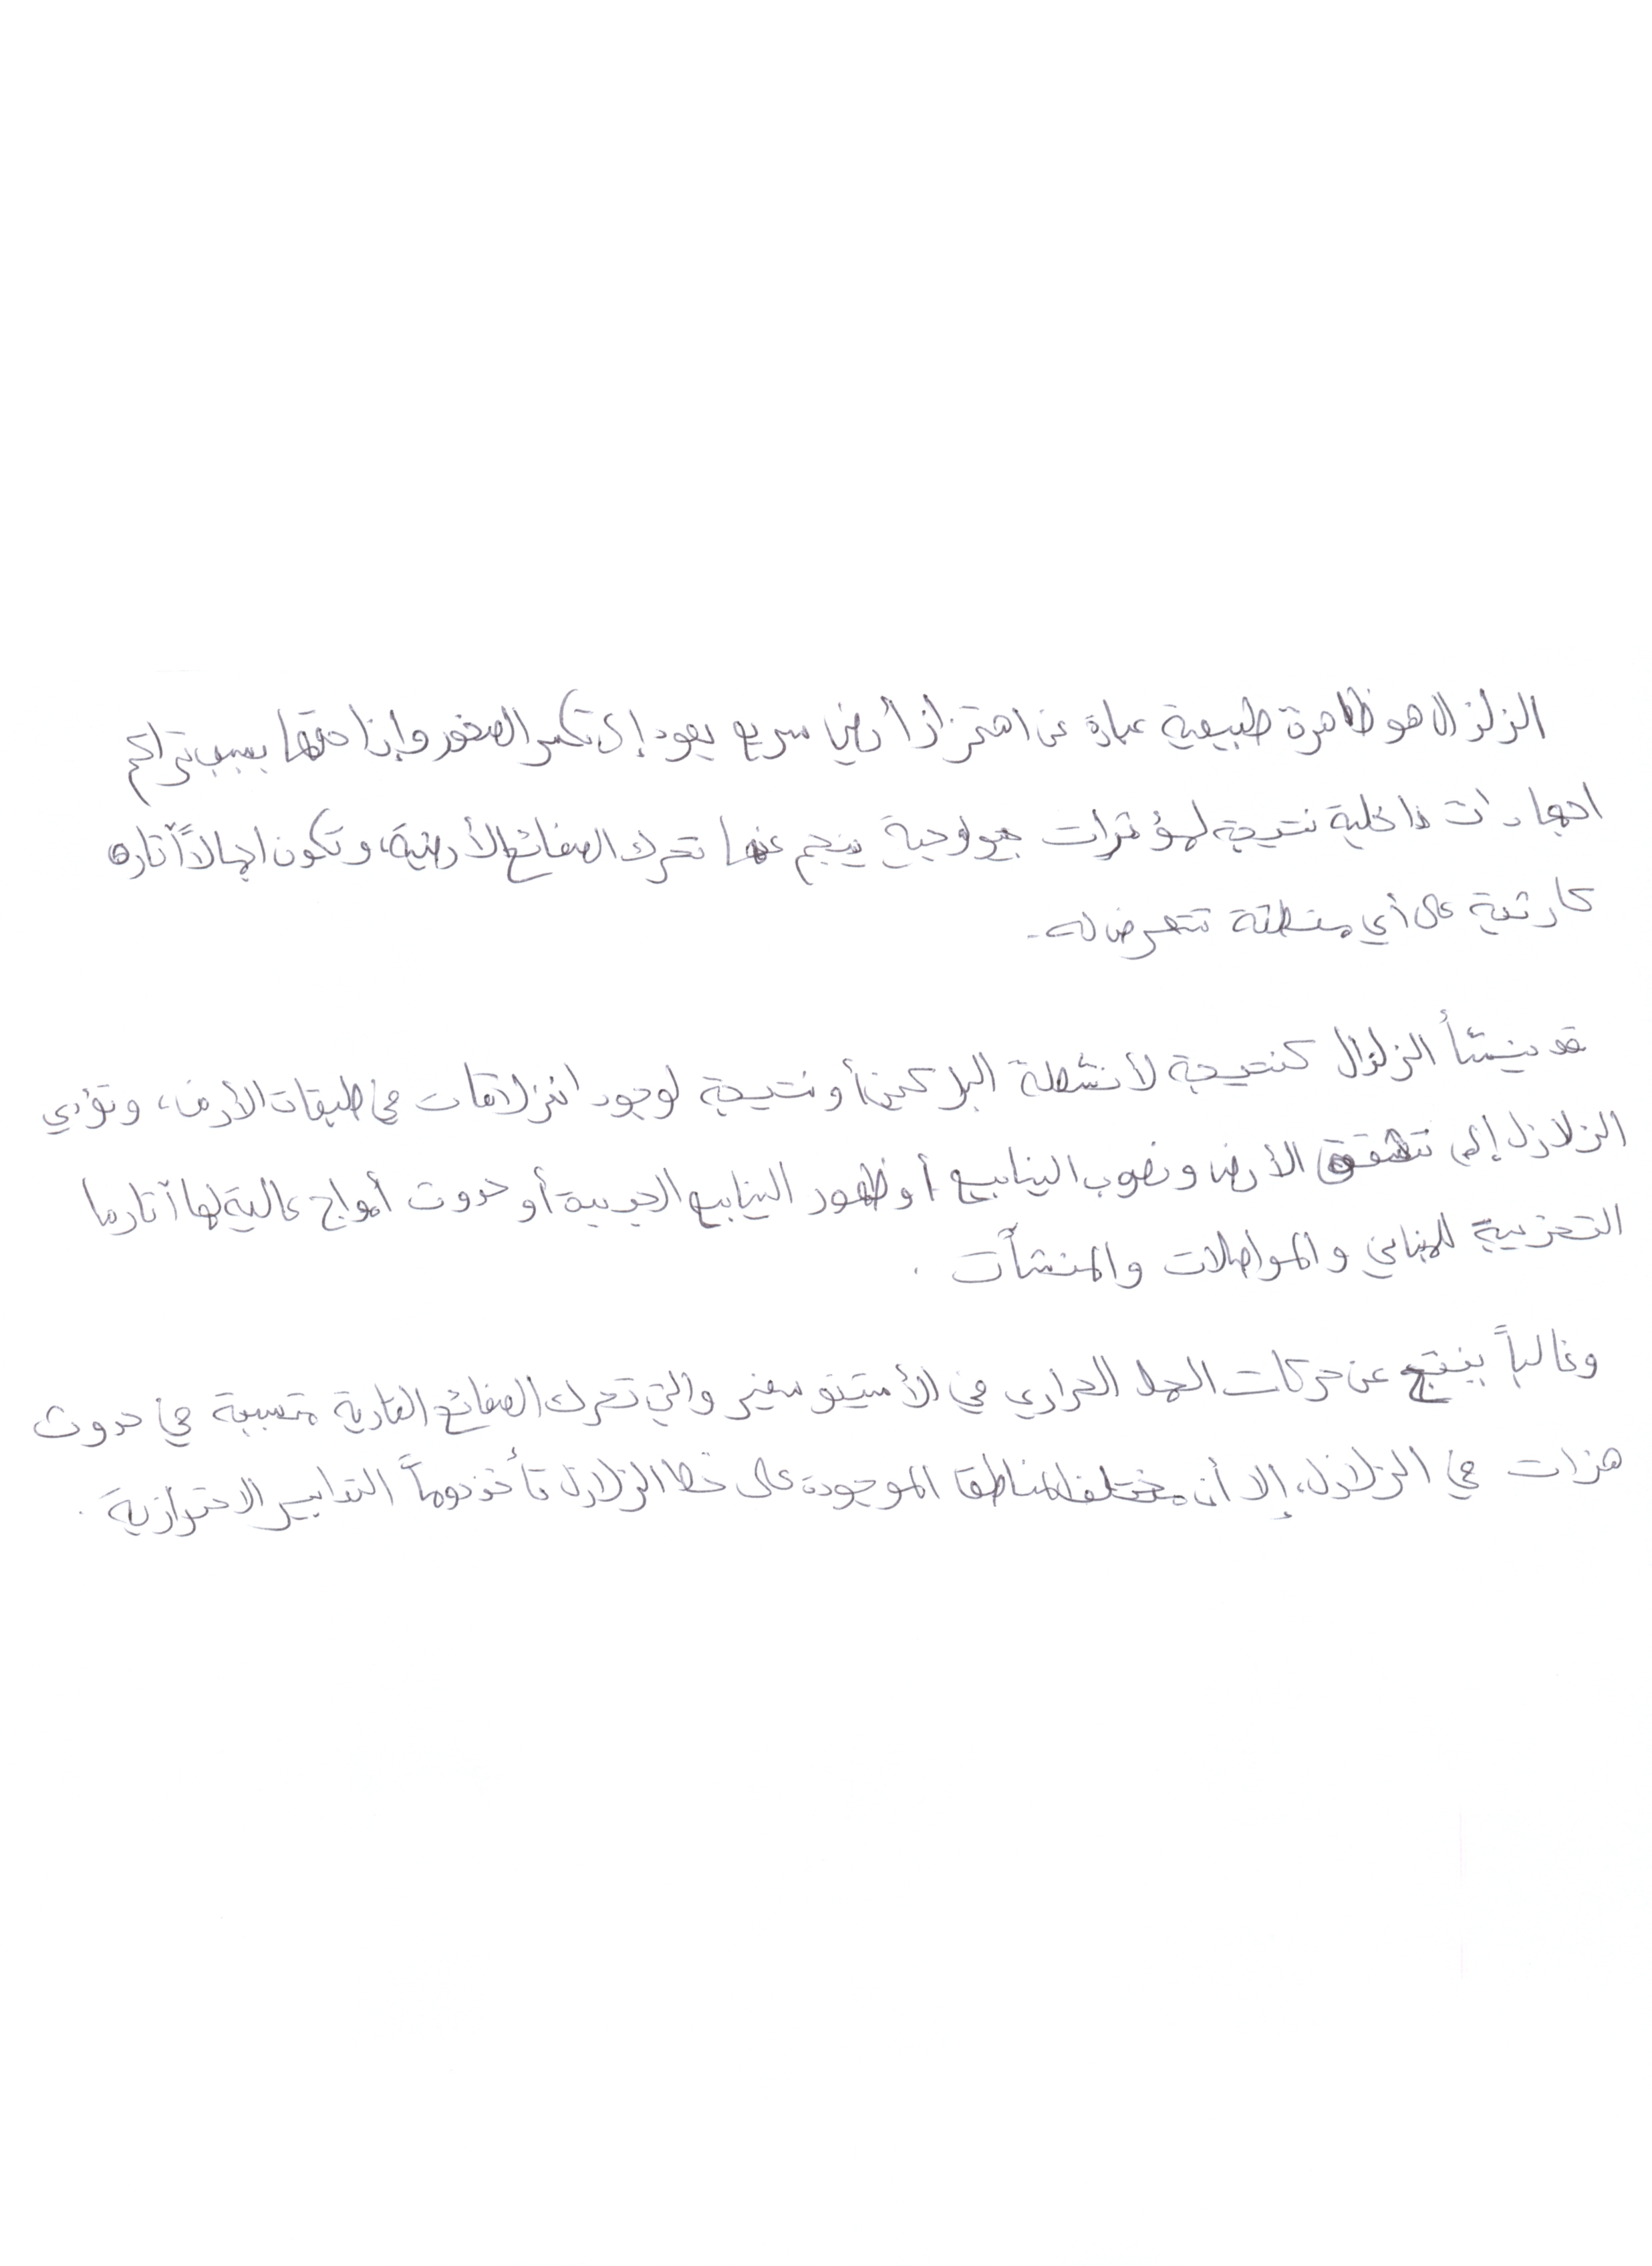 الزلزال هو ظاهرة طبيعية عبارة عن اهتزاز أرضي سريع يعود إلى تكسر الصخور وإزاحتها بسبب تراكم
اجهادات داخلية نتيجة لمؤثرات جيولوجية ينجم عنها تحرك الصفائح الأرضية، وتكون اجمالاً آثاره
كارثية على أي منطقة تتعرض له.
قد ينشأ الزلزال كنتيجة لأنشطة البراكين أو نتيجة لوجود انزلاقات في طبقات الأرض، وتؤدي
الزلازل إلى تشقق الأرض ونضوب الينابيع أو ظهور الينابيع الجديدة أو حدوث أمواج عالية لها آثارها
التخريبية للمباني والمواصلات والمنشآت .
وغالباً ينتج عن حركات الحمل الحراري في الأستينوسفير والتي تحرك الصفائح القارية متسببة في حدوث
هزات في الزلازل، إلا أن مختلف المناطق الموجودة على خط الزلازل تأخذ دوماً التدابير الاحترازية .